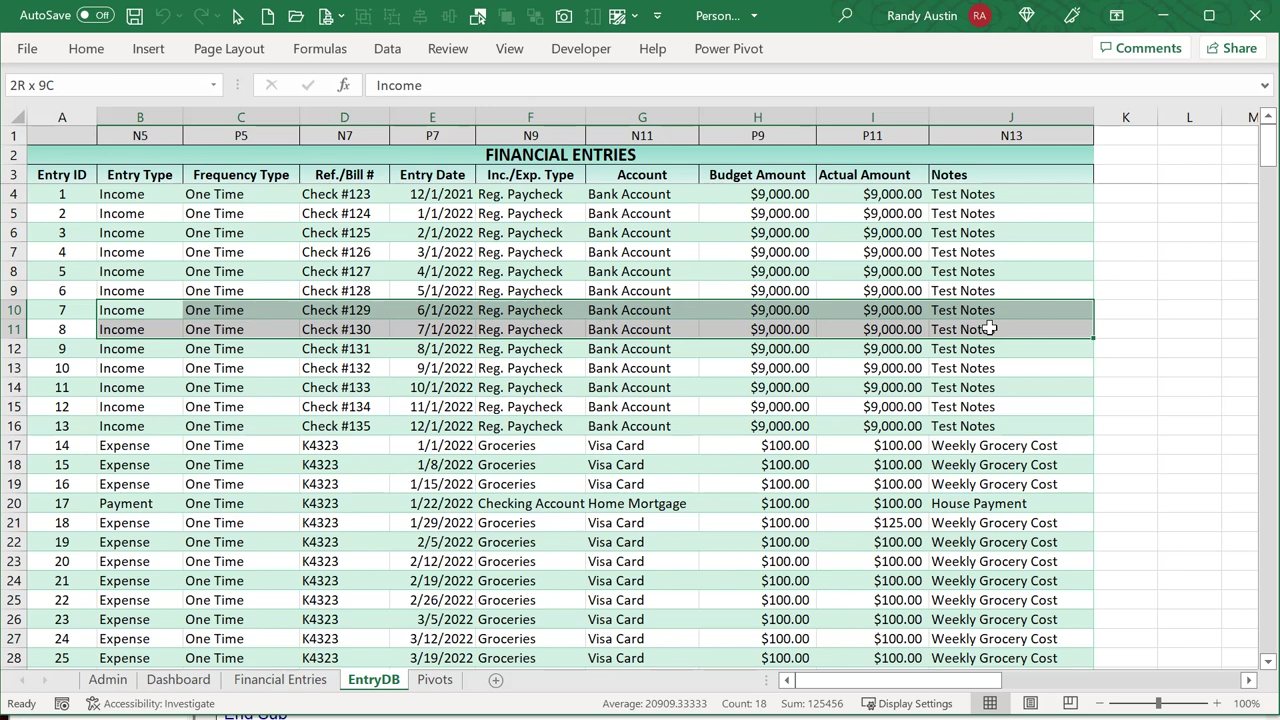 AutoSave Off Person... Randy Austin RA
File Home Insert Page Layout Formulas Data Review View Developer Help Power Pivot Comments Share
2R x 9C fx Income
A B C D E F G H I J K L M
1 N5 P5 N7 P7 N9 N11 P9 P11 N13
2 FINANCIAL ENTRIES
3 Entry ID Entry Type Frequency Type Ref./Bill # Entry Date Inc./Exp. Type Account Budget Amount Actual Amount Notes
4 1 Income One Time Check #123 12/1/2021 Reg. Paycheck Bank Account $9,000.00 $9,000.00 Test Notes
5 2 Income One Time Check #124 1/1/2022 Reg. Paycheck Bank Account $9,000.00 $9,000.00 Test Notes
6 3 Income One Time Check #125 2/1/2022 Reg. Paycheck Bank Account $9,000.00 $9,000.00 Test Notes
7 4 Income One Time Check #126 3/1/2022 Reg. Paycheck Bank Account $9,000.00 $9,000.00 Test Notes
8 5 Income One Time Check #127 4/1/2022 Reg. Paycheck Bank Account $9,000.00 $9,000.00 Test Notes
9 6 Income One Time Check #128 5/1/2022 Reg. Paycheck Bank Account $9,000.00 $9,000.00 Test Notes
10 7 Income One Time Check #129 6/1/2022 Reg. Paycheck Bank Account $9,000.00 $9,000.00 Test Notes
11 8 Income One Time Check #130 7/1/2022 Reg. Paycheck Bank Account $9,000.00 $9,000.00 Test Notes
12 9 Income One Time Check #131 8/1/2022 Reg. Paycheck Bank Account $9,000.00 $9,000.00 Test Notes
13 10 Income One Time Check #132 9/1/2022 Reg. Paycheck Bank Account $9,000.00 $9,000.00 Test Notes
14 11 Income One Time Check #133 10/1/2022 Reg. Paycheck Bank Account $9,000.00 $9,000.00 Test Notes
15 12 Income One Time Check #134 11/1/2022 Reg. Paycheck Bank Account $9,000.00 $9,000.00 Test Notes
16 13 Income One Time Check #135 12/1/2022 Reg. Paycheck Bank Account $9,000.00 $9,000.00 Test Notes
17 14 Expense One Time K4323 1/1/2022 Groceries Visa Card $100.00 $100.00 Weekly Grocery Cost
18 15 Expense One Time K4323 1/8/2022 Groceries Visa Card $100.00 $100.00 Weekly Grocery Cost
19 16 Expense One Time K4323 1/15/2022 Groceries Visa Card $100.00 $100.00 Weekly Grocery Cost
20 17 Payment One Time K4323 1/22/2022 Checking Account Home Mortgage $100.00 $100.00 House Payment
21 18 Expense One Time K4323 1/29/2022 Groceries Visa Card $100.00 $125.00 Weekly Grocery Cost
22 19 Expense One Time K4323 2/5/2022 Groceries Visa Card $100.00 $100.00 Weekly Grocery Cost
23 20 Expense One Time K4323 2/12/2022 Groceries Visa Card $100.00 $100.00 Weekly Grocery Cost
24 21 Expense One Time K4323 2/19/2022 Groceries Visa Card $100.00 $100.00 Weekly Grocery Cost
25 22 Expense One Time K4323 2/26/2022 Groceries Visa Card $100.00 $100.00 Weekly Grocery Cost
26 23 Expense One Time K4323 3/5/2022 Groceries Visa Card $100.00 $100.00 Weekly Grocery Cost
27 24 Expense One Time K4323 3/12/2022 Groceries Visa Card $100.00 $100.00 Weekly Grocery Cost
28 25 Expense One Time K4323 3/19/2022 Groceries Visa Card $100.00 $100.00 Weekly Grocery Cost
Admin Dashboard Financial Entries EntryDB Pivots
Ready Accessibility: Investigate Average: 20909.33333 Count: 18 Sum: 125456 Display Settings 100%
End Sub